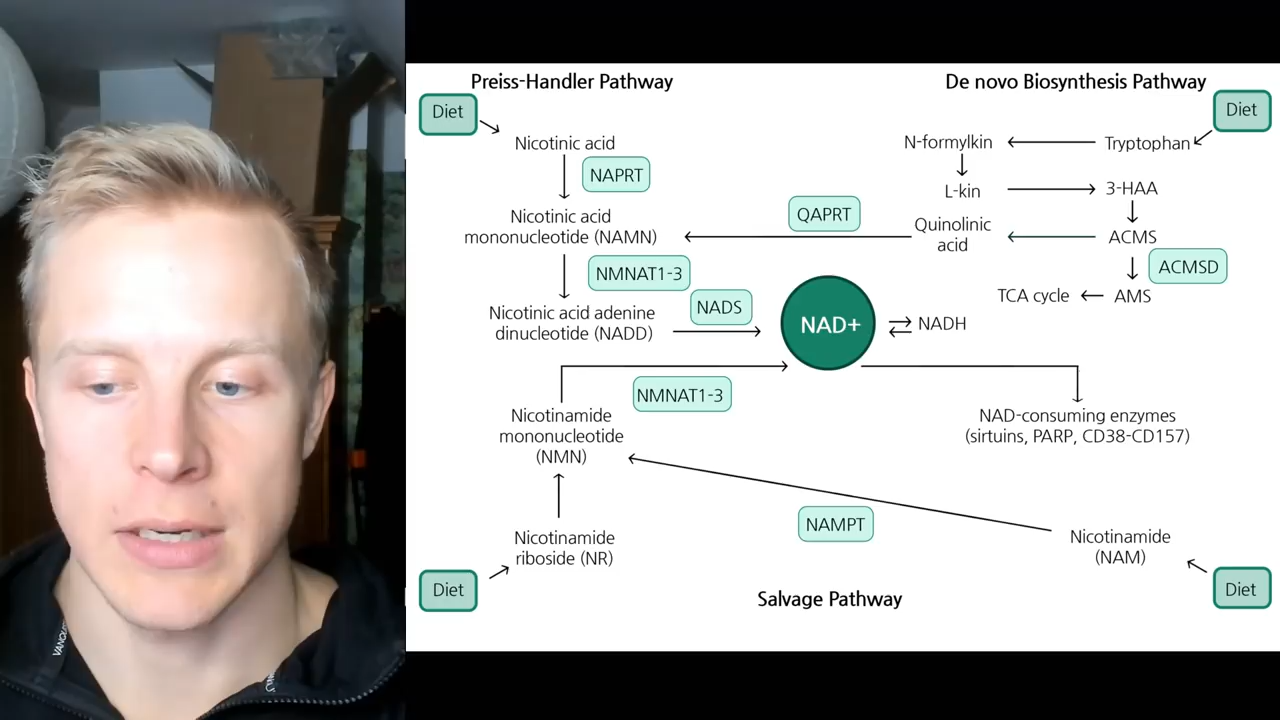 Preiss-Handler Pathway
De novo Biosynthesis Pathway
Diet
Diet
Nicotinic acid
N-formylkin
Tryptophan
NAPRT
L-kin
3-HAA
Nicotinic acid
mononucleotide (NAMN)
QAPRT
Quinolinic
acid
ACMS
NMNAT1-3
ACMSD
NADS
TCA cycle
AMS
Nicotinic acid adenine
dinucleotide (NADD)
NAD+
NADH
NMNAT1-3
Nicotinamide
mononucleotide
(NMN)
NAD-consuming enzymes
(sirtuins, PARP, CD38-CD157)
NAMPT
Nicotinamide
riboside (NR)
Nicotinamide
(NAM)
Diet
Diet
Salvage Pathway